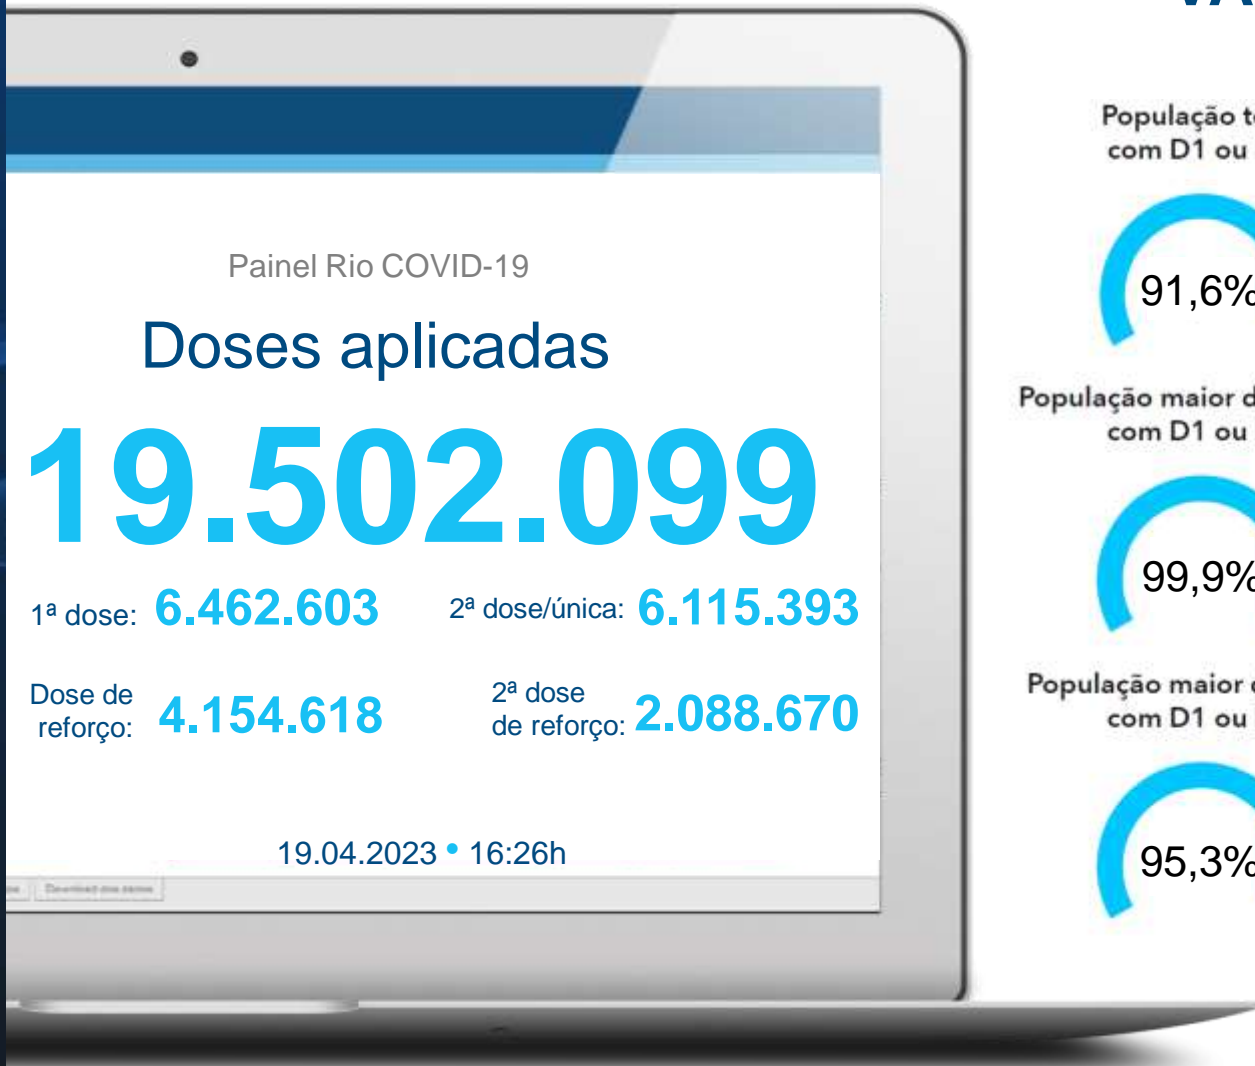 Painel Rio COVID-19
Doses aplicadas
19.502.099
1ª dose: 6.462.603
2ª dose/única: 6.115.393
Dose de
reforço: 4.154.618
2ª dose
de reforço: 2.088.670
19.04.2023 • 16:26h
Download dos dados
População
com D1 ou
91,6%
População maior
com D1 ou
99,9%
População maior
com D1 ou
95,3%